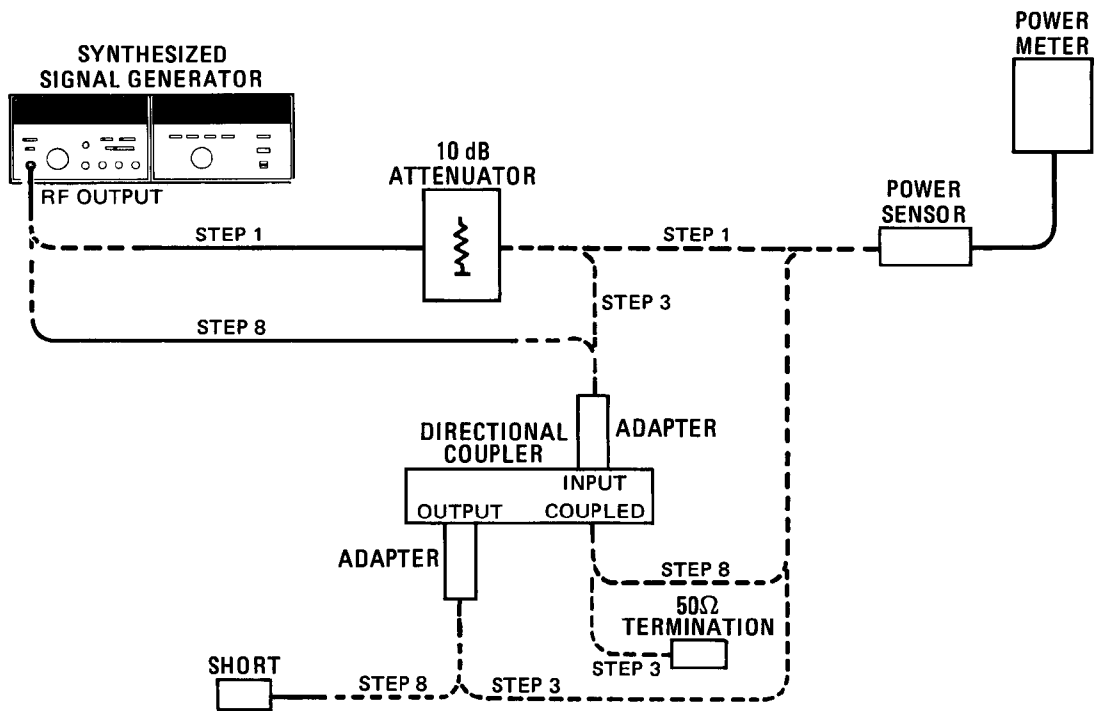 POWER
METER
SYNTHESIZED
SIGNAL GENERATOR
RF OUTPUT
10 dB
ATTENUATOR
POWER
SENSOR
STEP 1
STEP 1
STEP 3
STEP 8
ADAPTER
DIRECTIONAL
COUPLER
INPUT
OUTPUT COUPLED
ADAPTER
STEP 8
50Ω
TERMINATION
STEP 3
SHORT
STEP 8
STEP 3